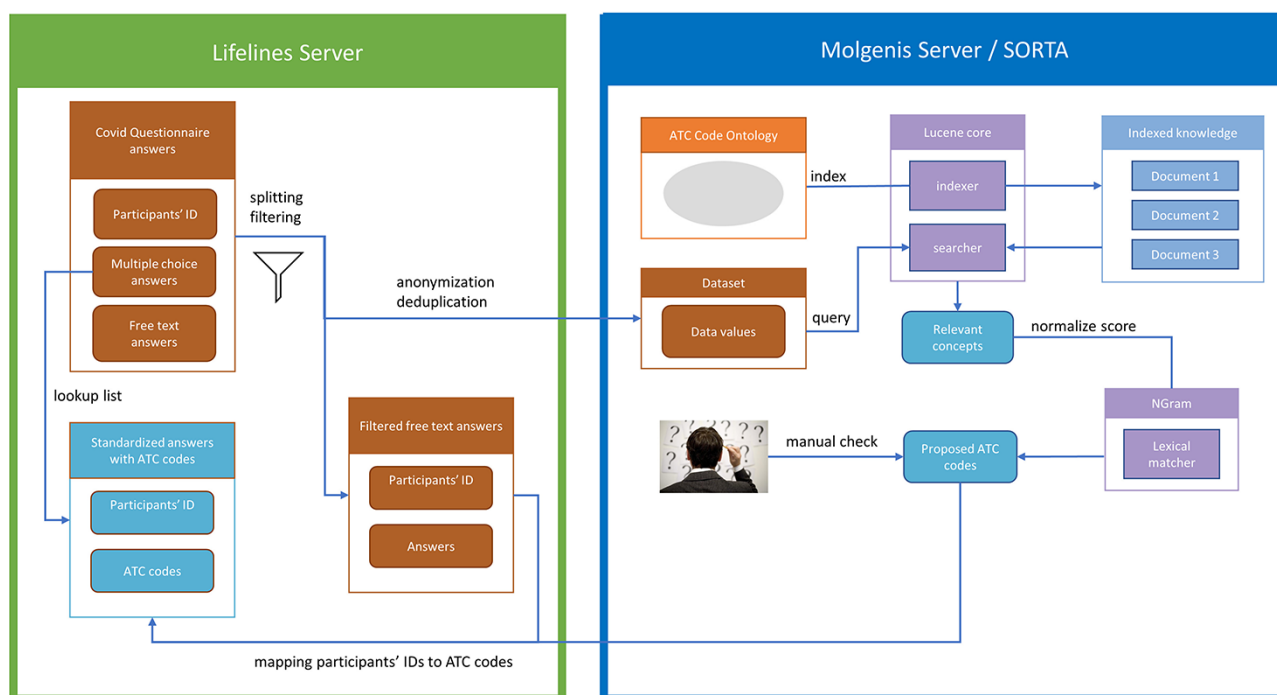 Lifelines Server
Covid Questionnaire
answers
Participants' ID
Multiple choice
answers
Free text
answers
splitting
filtering
anonymization
deduplication
lookup list
Standardized answers
with ATC codes
Participants' ID
ATC codes
Filtered free text answers
Participants' ID
Answers
mapping participants' IDs to ATC codes
Molgenis Server / SORTA
ATC Code Ontology
index
Lucene core
indexer
searcher
Indexed knowledge
Document 1
Document 2
Document 3
Dataset
Data values
query
Relevant
concepts
normalize score
NGram
Lexical
matcher
manual check
Proposed ATC
codes
? ? ? ?